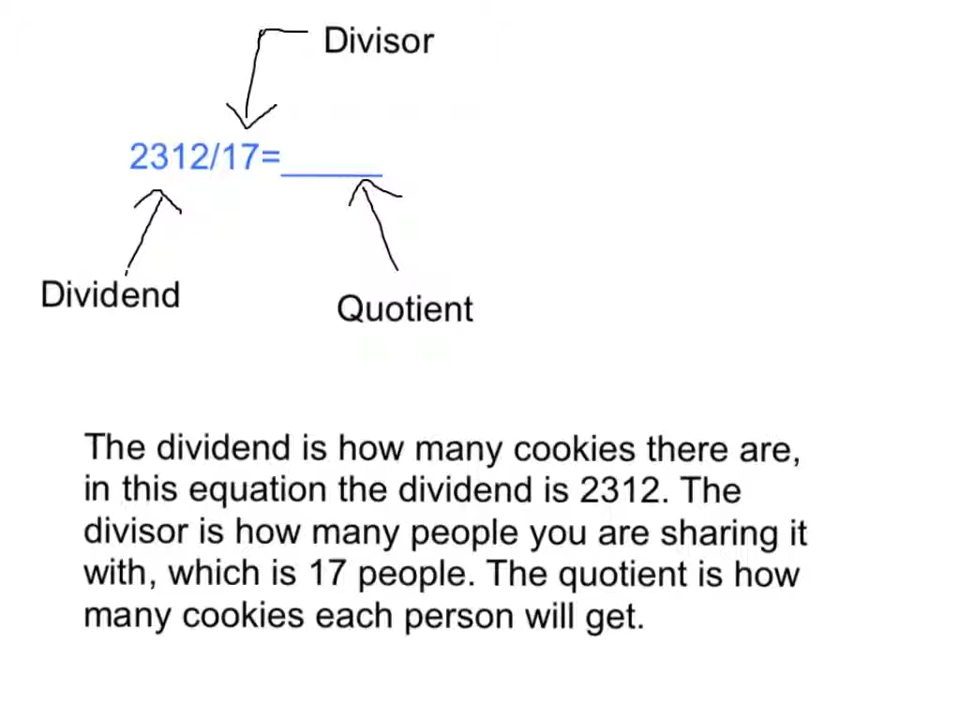 Divisor
2312/17=_____
Dividend
Quotient
The dividend is how many cookies there are,
in this equation the dividend is 2312. The
divisor is how many people you are sharing it
with, which is 17 people. The quotient is how
many cookies each person will get.